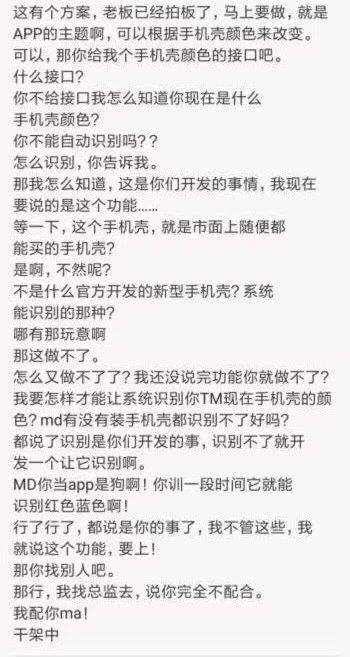 这有个方案，老板已经拍板了，马上要做，就是
APP的主题啊，可以根据手机壳颜色来改变。
可以，那你给我个手机壳颜色的接口吧。
什么接口？
你不给接口我怎么知道你现在是什么
手机壳颜色？
你不能自动识别吗？？
怎么识别，你告诉我。
那我怎么知道，这是你们开发的事情，我现在
要说的是这个功能……
等一下，这个手机壳，就是市面上随便都
能买的手机壳？
是啊，不然呢？
不是什么官方开发的新型手机壳？系统
能识别的那种？
哪有那玩意啊
那这做不了。
怎么又做不了了？我还没说完功能你就做不了？
我要怎样才能让系统识别你TM现在手机壳的颜
色？md有没有装手机壳都识别不了好吗？
都说了识别是你们开发的事，识别不了就开
发一个让它识别啊。
MD你当app是狗啊！你训一段时间它就能
识别红色蓝色啊！
行了行了，都说是你的事了，我不管这些，我
就说这个功能，要上！
那你找别人吧。
那行，我找总监去，说你完全不配合。
我配你ma！
干架中